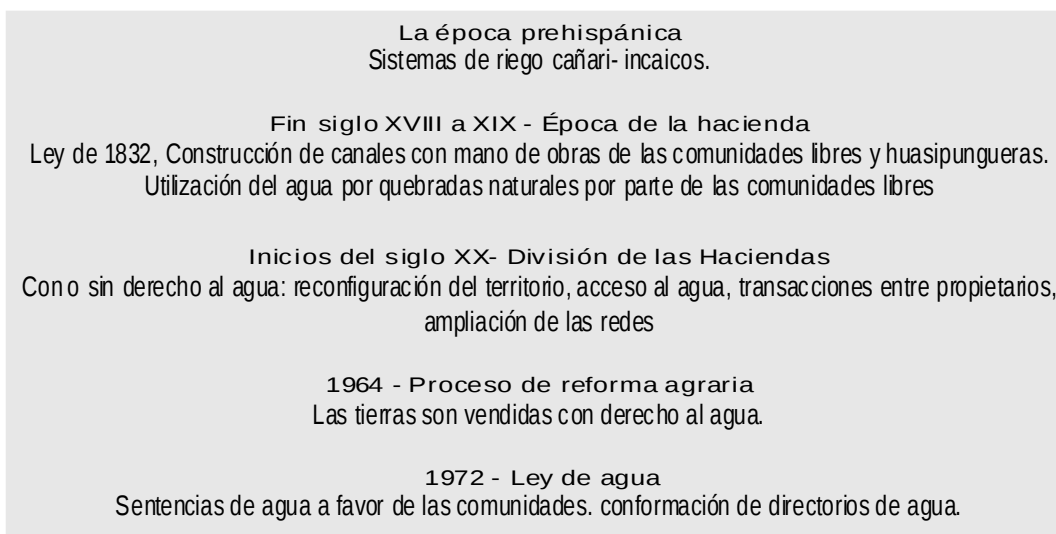 La época prehispánica
Sistemas de riego cañari- incaicos.
Fin siglo XVIII a XIX - Época de la hacienda
Ley de 1832, Construcción de canales con mano de obras de las comunidades libres y huasipungueras.
Utilización del agua por quebradas naturales por parte de las comunidades libres
Inicios del siglo XX- División de las Haciendas
Con o sin derecho al agua: reconfiguración del territorio, acceso al agua, transacciones entre propietarios,
ampliación de las redes
1964 - Proceso de reforma agraria
Las tierras son vendidas con derecho al agua.
1972 - Ley de agua
Sentencias de agua a favor de las comunidades. conformación de directorios de agua.